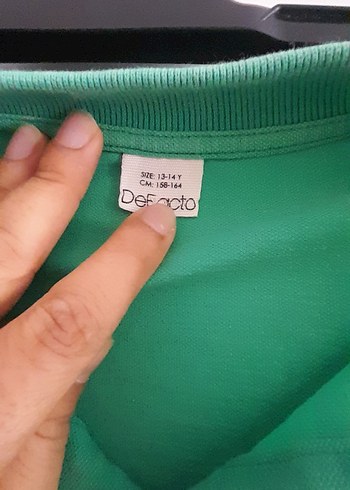 SIZE: 13-14 Y
CM: 158-164
DeFacto